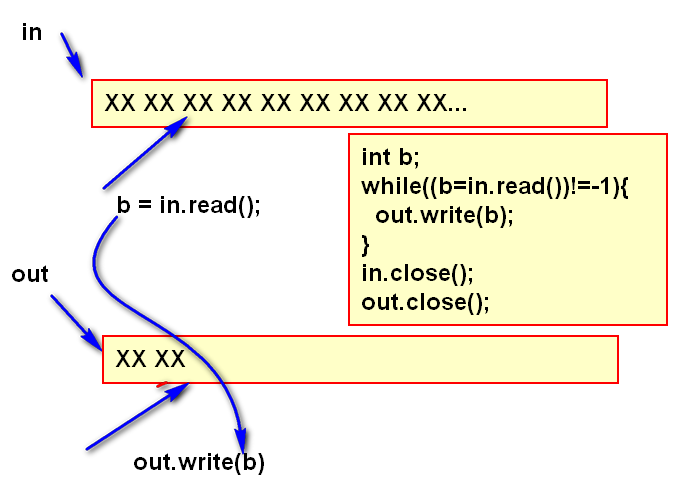 in
XX XX XX XX XX XX XX XX XX...
int b;
while((b=in.read())!=-1){
out.write(b);
}
in.close();
out.close();
b = in.read();
out
XX XX
out.write(b)